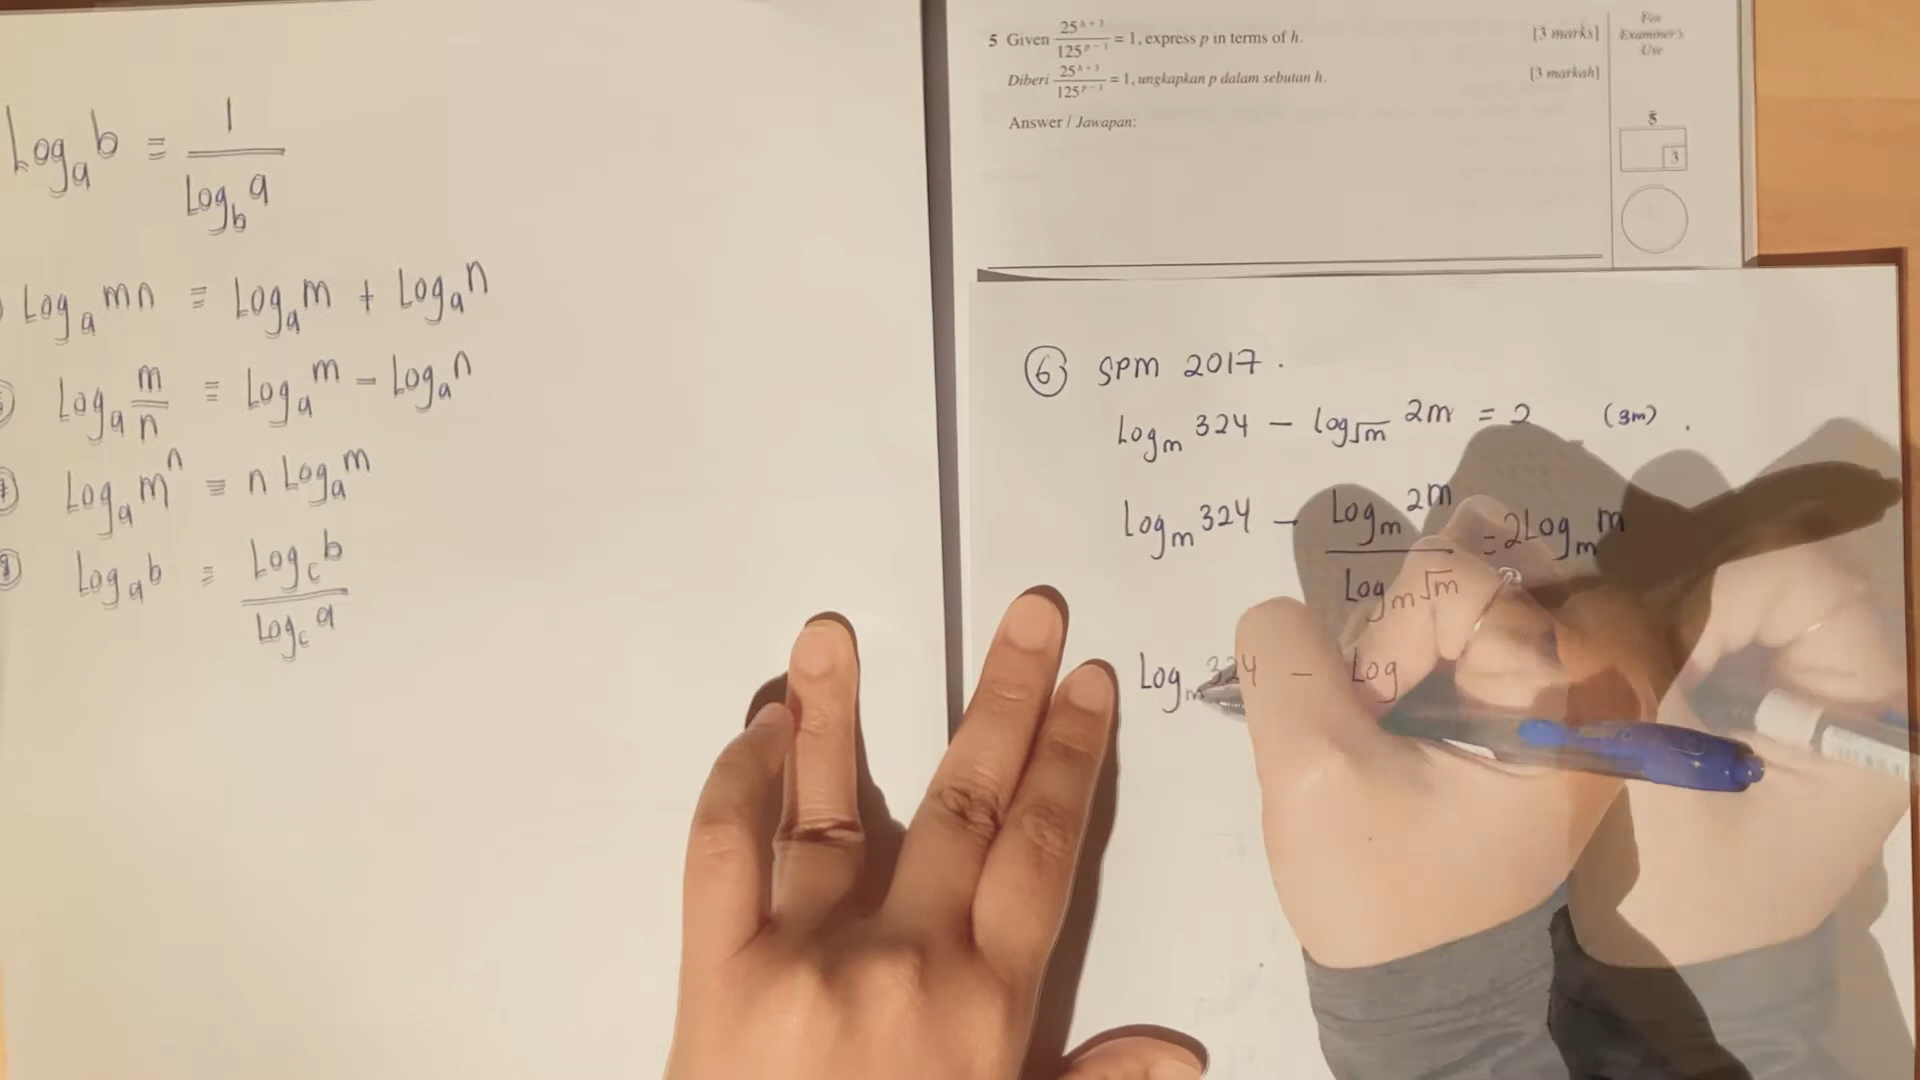 Log_a b ≡ 1 / Log_b a
Log_a mn ≡ Log_a m + Log_a n
Log_a m/n ≡ Log_a m - Log_a n
Log_a m^n ≡ n Log_a m
Log_a b ≡ Log_c b / Log_c a
5 Given 25^(h+3) / 125^(p-1) = 1, express p in terms of h. [3 marks]
Diberi 25^(h+3) / 125^(p-1) = 1, ungkapkan p dalam sebutan h. [3 markah]
Answer / Jawapan:
For
Examiner's
Use
5
3
⑥ SPM 2017.
Log_m 324 - log_√m 2m = 2 (3m).
Log_m 324 - Log_m 2m / Log_m √m = 2Log_m m
Log_m 324 - Log